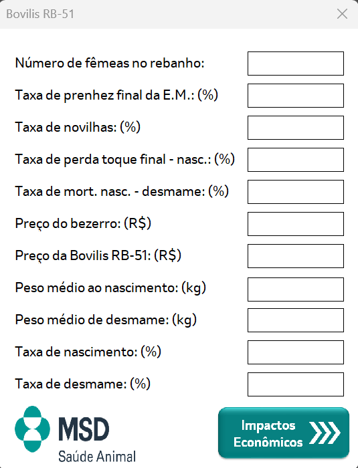 Bovilis RB-51
Número de fêmeas no rebanho:
Taxa de prenhez final da E.M.: (%)
Taxa de novilhas: (%)
Taxa de perda toque final - nasc.: (%)
Taxa de mort. nasc. - desmame: (%)
Preço do bezerro: (R$)
Preço da Bovilis RB-51: (R$)
Peso médio ao nascimento: (kg)
Peso médio de desmame: (kg)
Taxa de nascimento: (%)
Taxa de desmame: (%)
MSD
Saúde Animal
Impactos
Econômicos